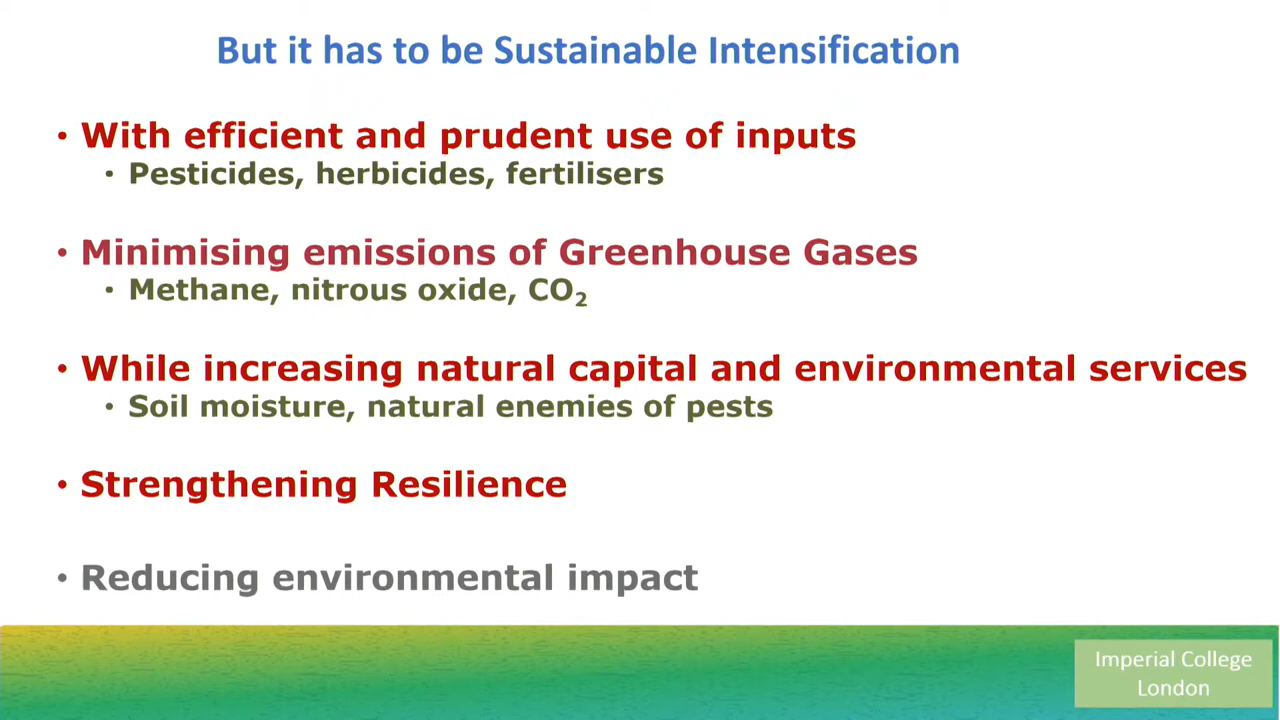 But it has to be Sustainable Intensification
• With efficient and prudent use of inputs
• Pesticides, herbicides, fertilisers
• Minimising emissions of Greenhouse Gases
• Methane, nitrous oxide, CO₂
• While increasing natural capital and environmental services
• Soil moisture, natural enemies of pests
• Strengthening Resilience
• Reducing environmental impact
Imperial College
London